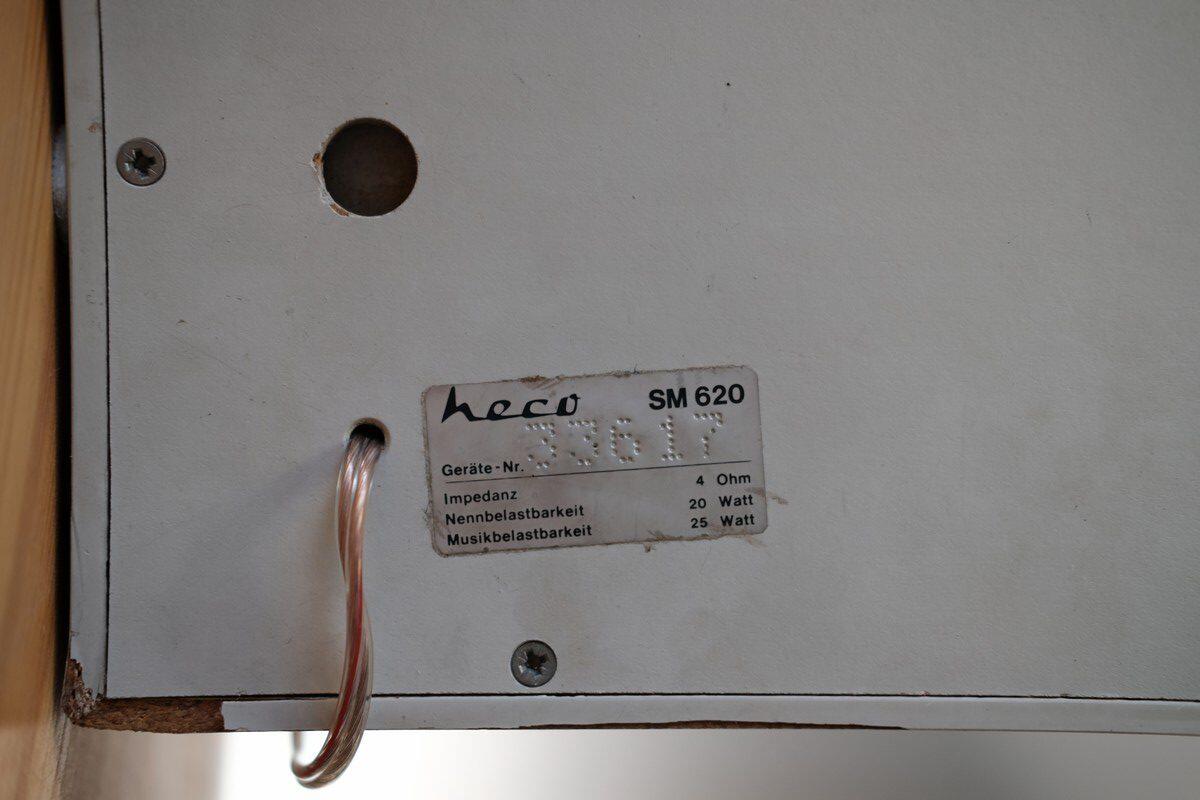 heco SM 620
Geräte-Nr. 33617
Impedanz 4 Ohm
Nennbelastbarkeit 20 Watt
Musikbelastbarkeit 25 Watt